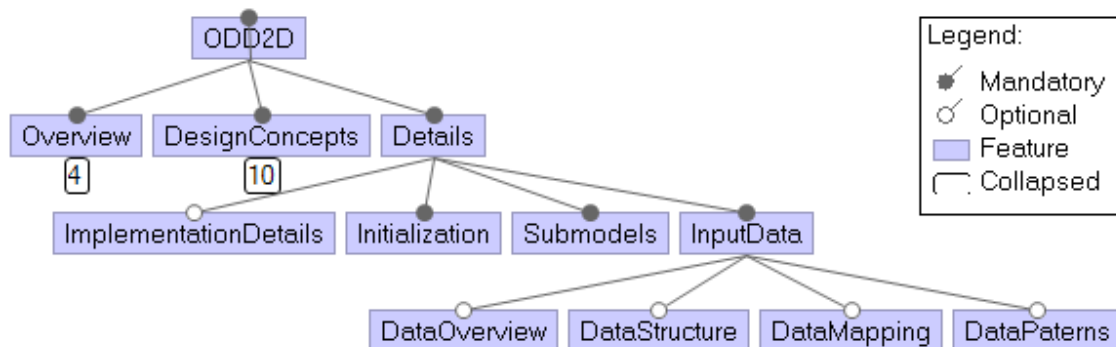 ODD2D
Legend:
Mandatory
Optional
Feature
Collapsed
Overview DesignConcepts Details
4 10
ImplementationDetails Initialization Submodels InputData
DataOverview DataStructure DataMapping DataPaterns